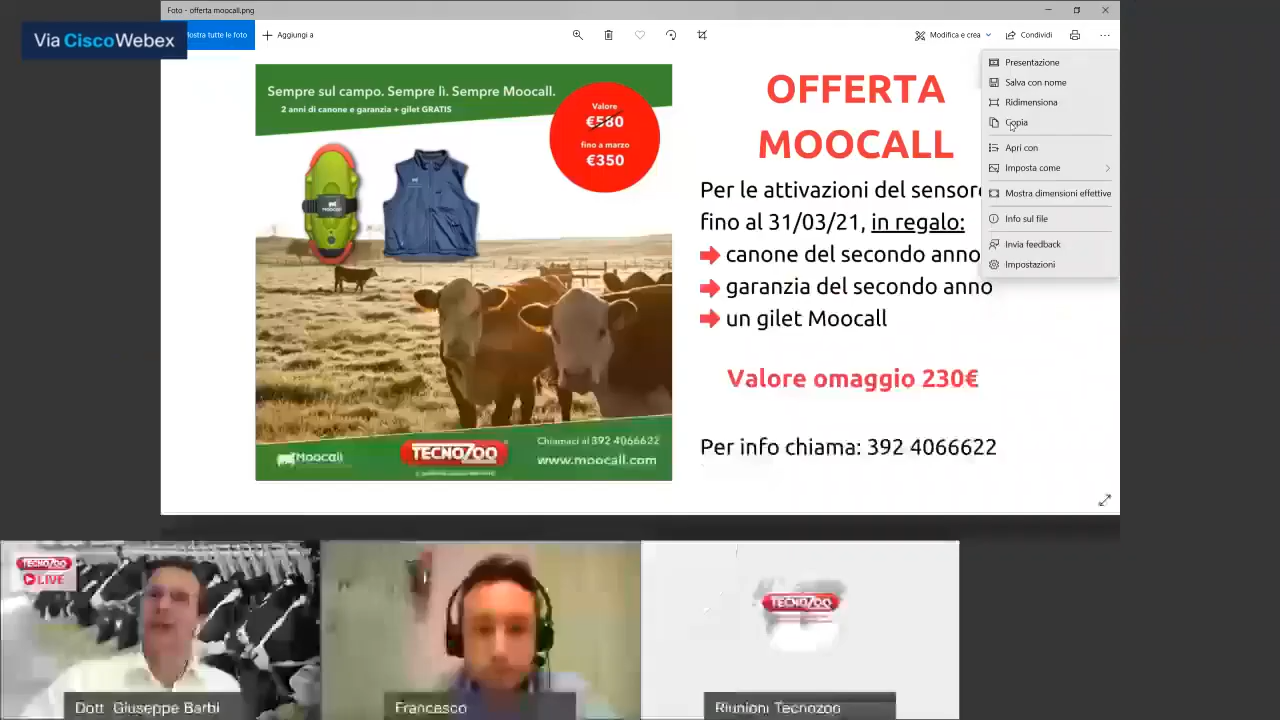 Foto - offerta moocall.png
Via Cisco Webex
ostra tutte le foto
Aggiungi a
Modifica e crea
Condividi
Presentazione
Salva con nome
Ridimensiona
Copia
Apri con
Imposta come
Mostra dimensioni effettive
Info sul file
Invia feedback
Impostazioni
Sempre sul campo. Sempre lì. Sempre Moocall.
2 anni di canone e garanzia + gilet GRATIS
Valore
€580
fino a marzo
€350
MOOCALL
Moocall
TECNOZOO
Chiamaci al 392 4066622
www.moocall.com
OFFERTA
MOOCALL
Per le attivazioni del sensore
fino al 31/03/21, in regalo:
canone del secondo anno
garanzia del secondo anno
un gilet Moocall
Valore omaggio 230€
Per info chiama: 392 4066622
TECNOZOO
LIVE
TECNOZOO
Dott. Giuseppe Barbi
Francesco
Riunioni Tecnozoo